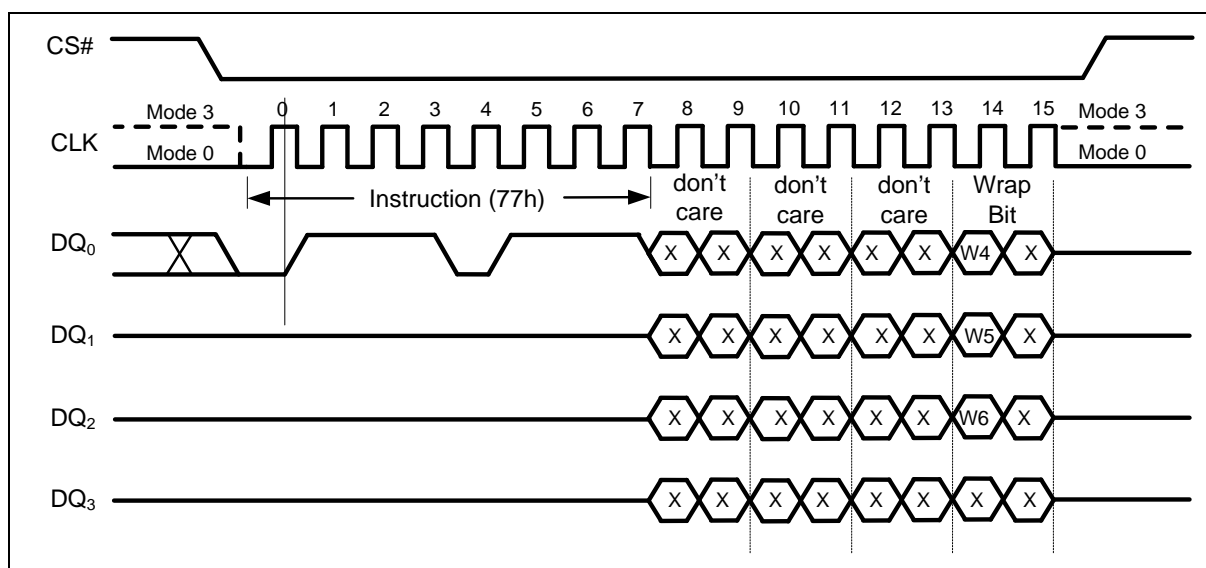 CS#
0 1 2 3 4 5 6 7 8 9 10 11 12 13 14 15
Mode 3
Mode 3
CLK
Mode 0
Mode 0
Instruction (77h)
don't care
don't care
don't care
Wrap Bit
DQ0 X X X X X X W4 X
DQ1 X X X X X X W5 X
DQ2 X X X X X X W6 X
DQ3 X X X X X X X X